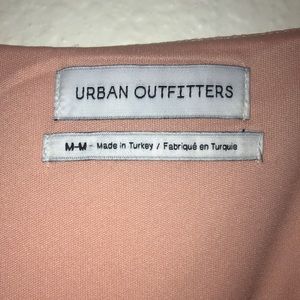 URBAN OUTFITTERS
M-M - Made in Turkey / Fabriqué en Turquie